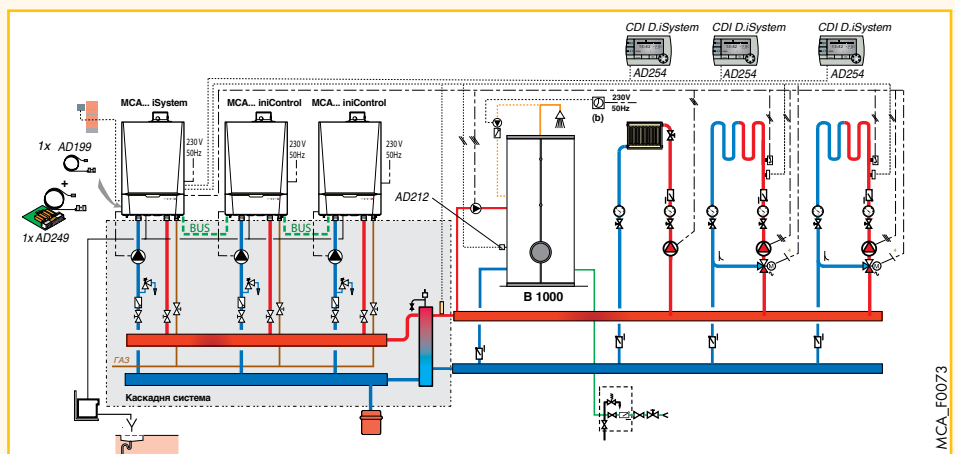 CDI D.iSystem CDI D.iSystem CDI D.iSystem
AD254 AD254 AD254
MCA... iSystem MCA... iniControl MCA... iniControl
230V
50Hz
(b)
1x AD199
+
1x AD249
230 V
50Hz
230 V
50Hz
230 V
50Hz
AD212
BUS BUS
M M
B 1000
ГАЗ
Каскадня система
MCA_F0073